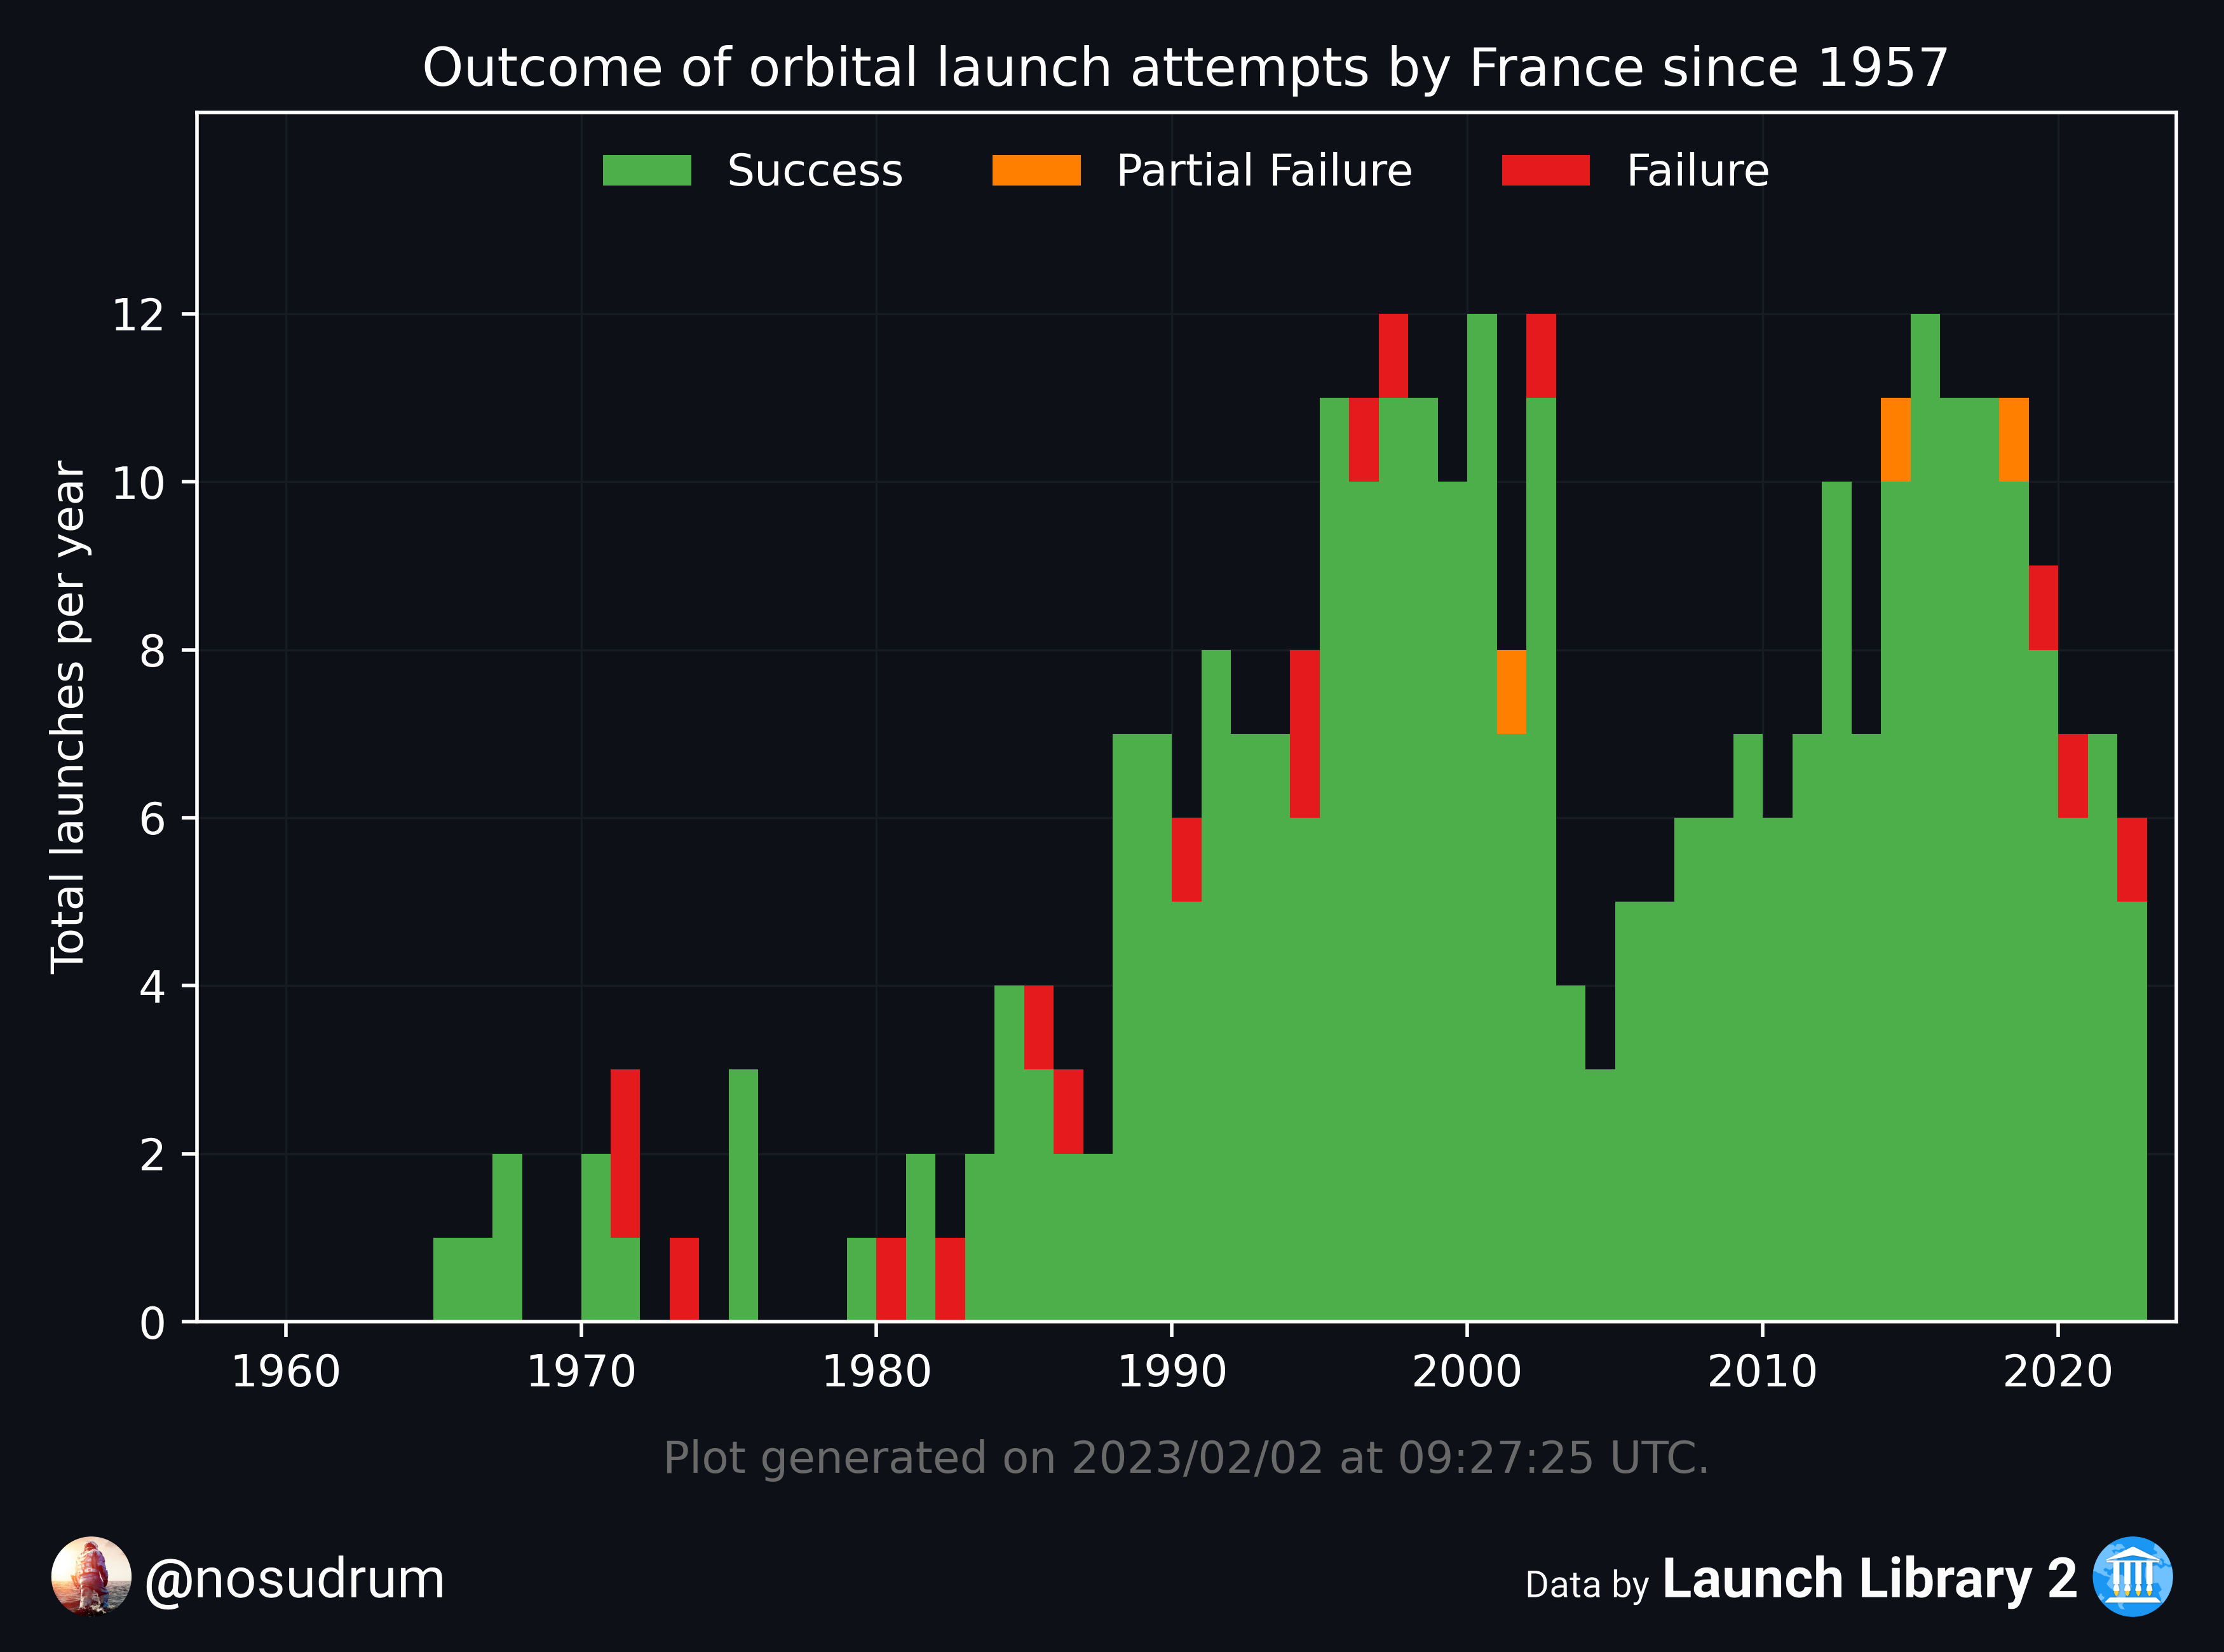 Outcome of orbital launch attempts by France since 1957
Success Partial Failure Failure
Total launches per year
12
10
8
6
4
2
0
1960 1970 1980 1990 2000 2010 2020
Plot generated on 2023/02/02 at 09:27:25 UTC.
@nosudrum
Data by Launch Library 2